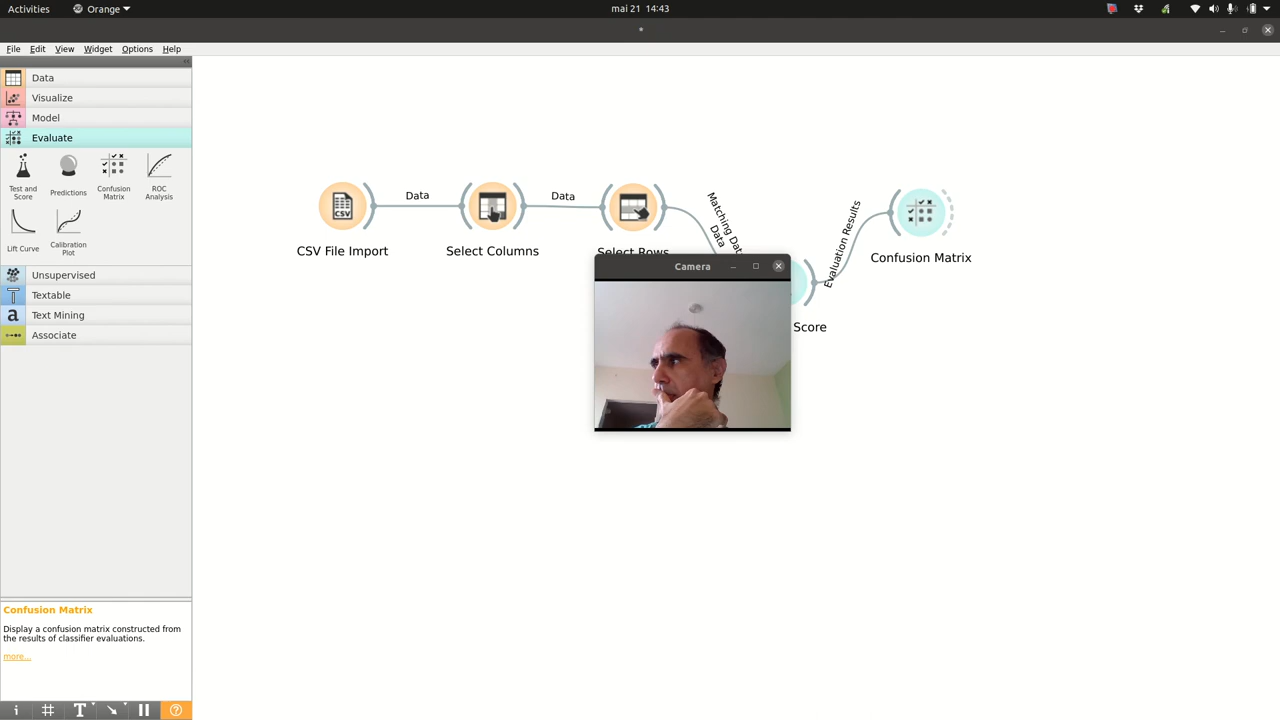 Activities
Orange
mai 21 14:43
File Edit View Widget Options Help
Data
Visualize
Model
Evaluate
Test and
Score
Predictions
Confusion
Matrix
ROC
Analysis
Lift Curve
Calibration
Plot
Unsupervised
Textable
Text Mining
Associate
Confusion Matrix
Display a confusion matrix constructed from
the results of classifier evaluations.
more...
CSV
Data
Data
Matching Dat
Data
Evaluation Results
CSV File Import
Select Columns
Select Rows
Confusion Matrix
Camera
Score